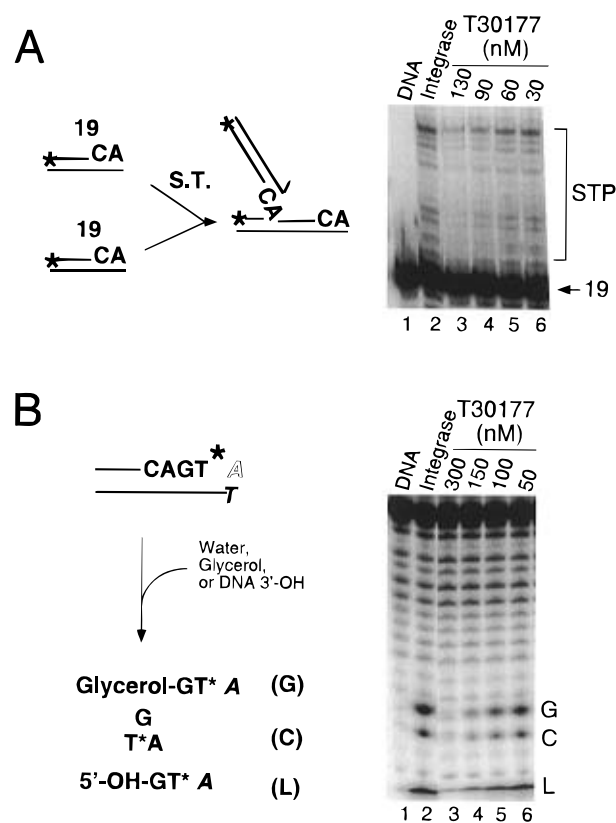 A
T30177
(nM)
DNA
Integrase
130
90
60
30
19
*—CA
S.T.
*
CA
*— —CA
19
*—CA
STP
19
1 2 3 4 5 6
B
T30177
(nM)
DNA
Integrase
300
150
100
50
CAGT*A
T
Water,
Glycerol,
or DNA 3'-OH
Glycerol-GT* A (G)
G
T*A (C)
5'-OH-GT* A (L)
G
C
L
1 2 3 4 5 6